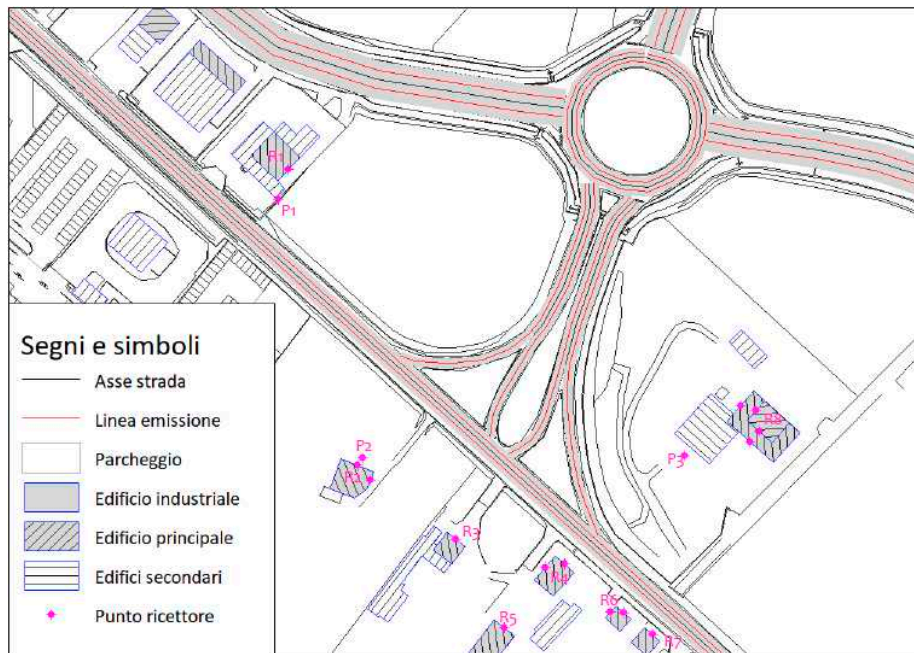 R1
P1
P2
R2
R3
R4
R5
R6
R7
R8
P3
Segni e simboli
Asse strada
Linea emissione
Parcheggio
Edificio industriale
Edificio principale
Edifici secondari
Punto ricettore